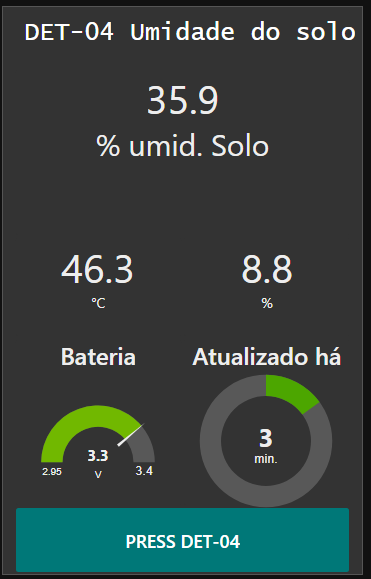 DET-04 Umidade do solo
35.9
% umid. Solo
46.3
8.8
°C
%
Bateria
Atualizado há
3.3
V
2.95
3.4
3
min.
PRESS DET-04